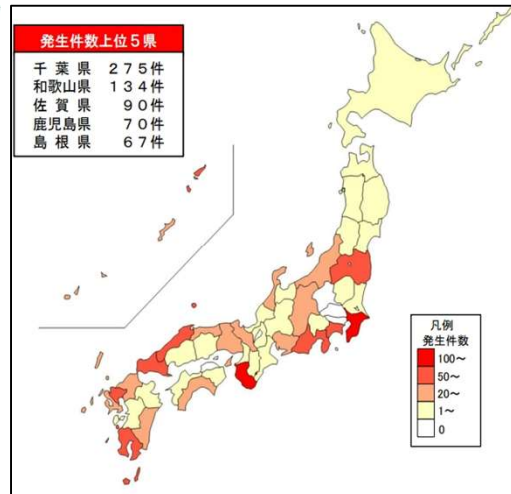 発生件数上位5県
千葉県 275件
和歌山県 134件
佐賀県 90件
鹿児島県 70件
島根県 67件
凡例
発生件数
100～
50～
20～
1～
0